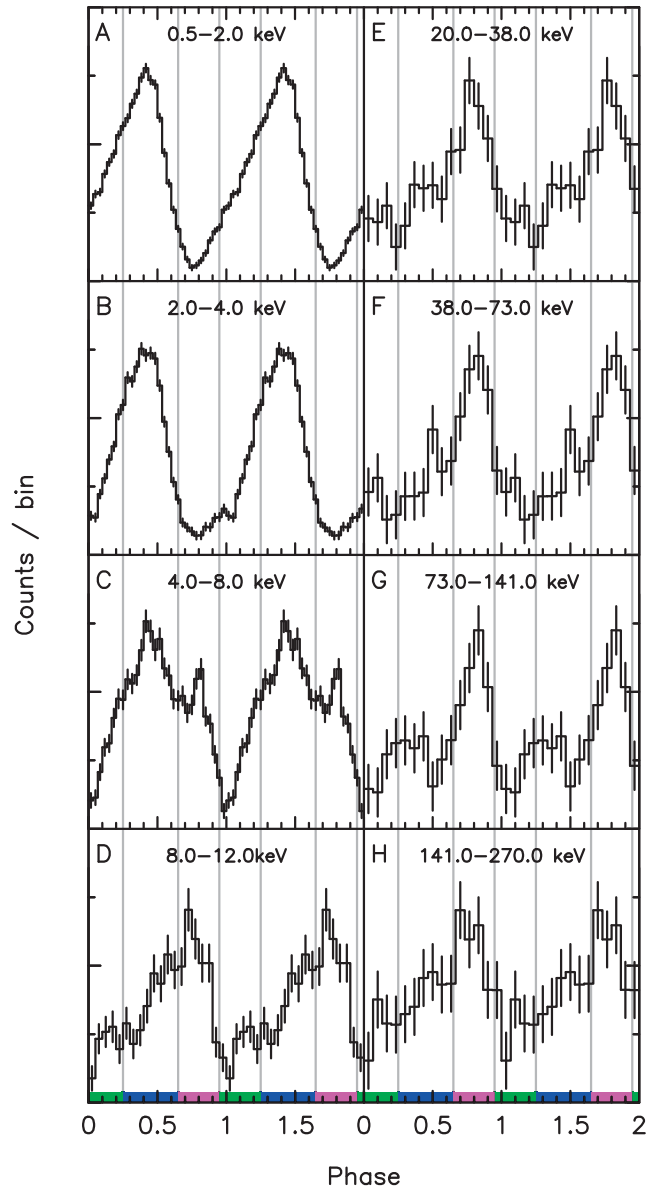 A 0.5−2.0 keV
E 20.0−38.0 keV
B 2.0−4.0 keV
F 38.0−73.0 keV
C 4.0−8.0 keV
G 73.0−141.0 keV
D 8.0−12.0keV
H 141.0−270.0 keV
Counts / bin
0 0.5 1 1.5 0 0.5 1 1.5 2
Phase